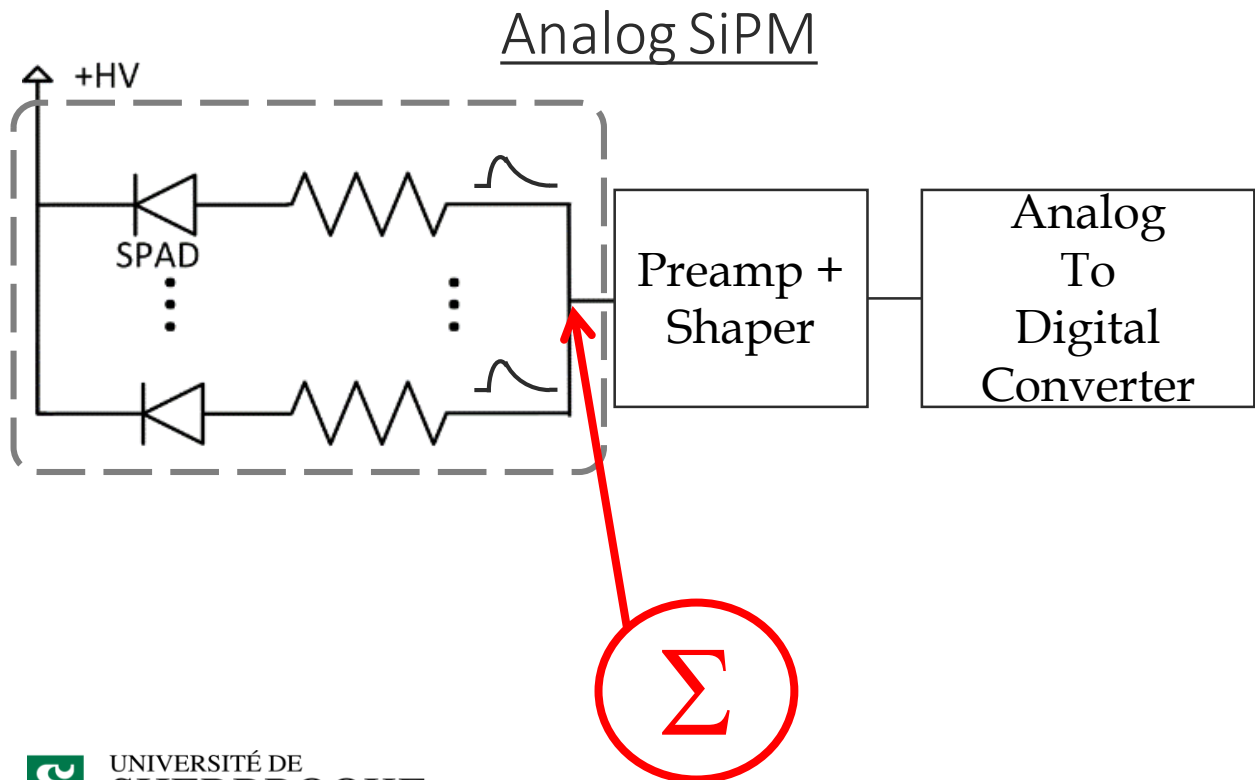 Analog SiPM
+HV
SPAD
Preamp +
Shaper
Analog
To
Digital
Converter
Σ
UNIVERSITÉ DE